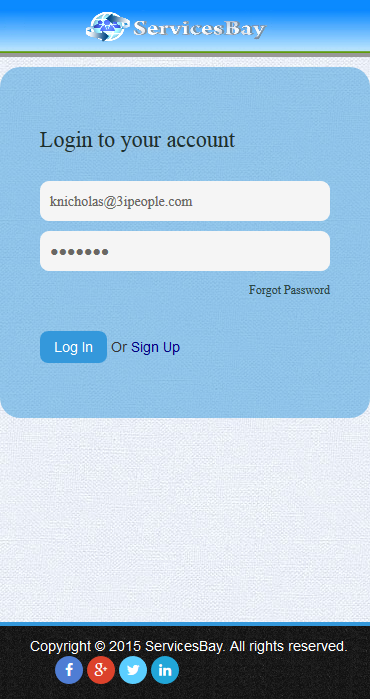 ServicesBay
Login to your account
knicholas@3ipeople.com
•••••••
Forgot Password
Log In Or Sign Up
Copyright © 2015 ServicesBay. All rights reserved.